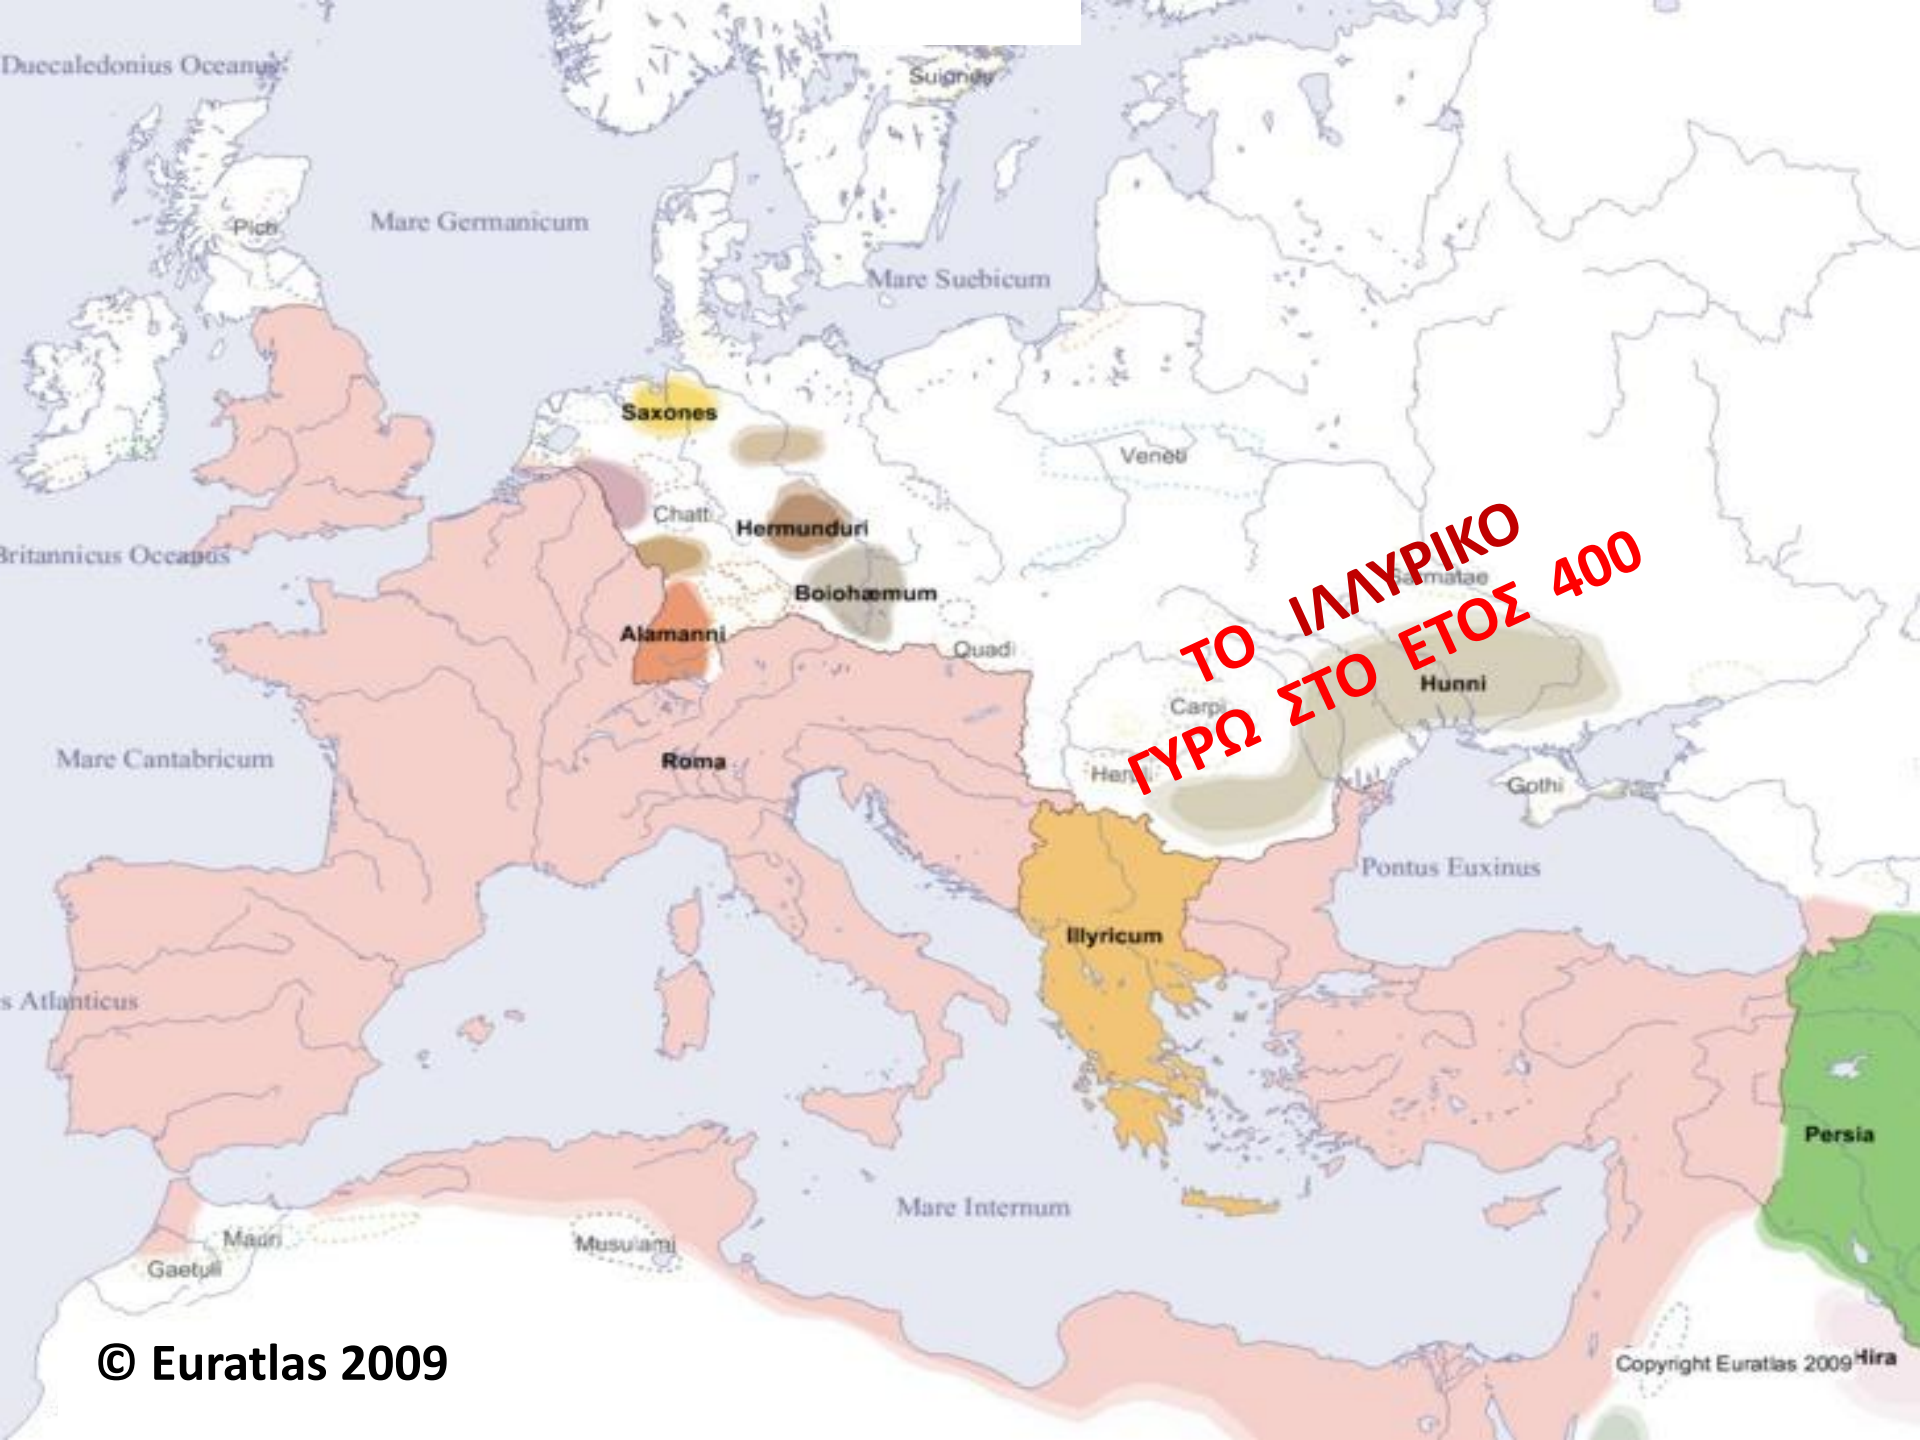 Duecaledonius Oceanus
Suiones
Picti
Mare Germanicum
Mare Suebicum
Saxones
Veneti
Chatti
Hermunduri
Britannicus Oceanus
ΤΟ ΙΛΛΥΡΙΚΟ
ΓΥΡΩ ΣΤΟ ΕΤΟΣ 400
Sarmatae
Boiohæmum
Alamanni
Quadi
Hunni
Carpi
Mare Cantabricum
Roma
Gothi
Pontus Euxinus
Illyricum
s Atlanticus
Persia
Mare Internum
Mauri
Musulami
Gaetuli
© Euratlas 2009
Copyright Euratlas 2009
Hira